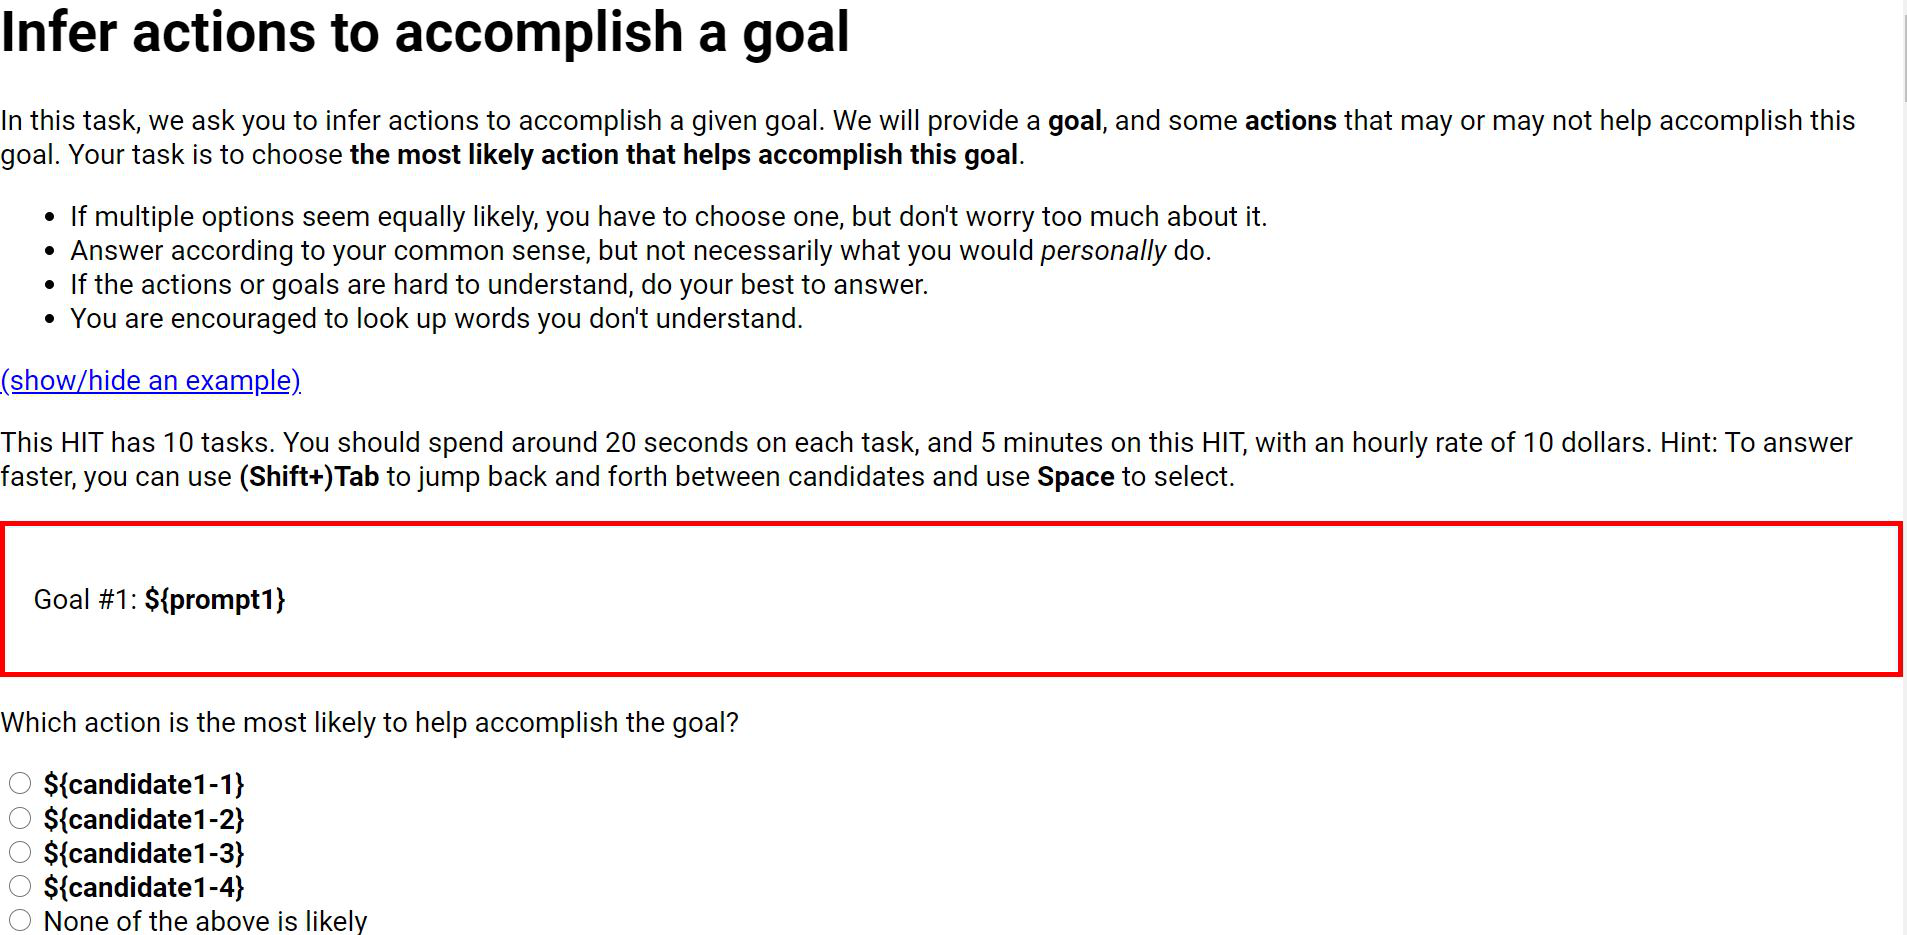 Infer actions to accomplish a goal
In this task, we ask you to infer actions to accomplish a given goal. We will provide a goal, and some actions that may or may not help accomplish this
goal. Your task is to choose the most likely action that helps accomplish this goal.
If multiple options seem equally likely, you have to choose one, but don't worry too much about it.
Answer according to your common sense, but not necessarily what you would personally do.
If the actions or goals are hard to understand, do your best to answer.
You are encouraged to look up words you don't understand.
(show/hide an example)
This HIT has 10 tasks. You should spend around 20 seconds on each task, and 5 minutes on this HIT, with an hourly rate of 10 dollars. Hint: To answer
faster, you can use (Shift+)Tab to jump back and forth between candidates and use Space to select.
Goal #1: ${prompt1}
Which action is the most likely to help accomplish the goal?
${candidate1-1}
${candidate1-2}
${candidate1-3}
${candidate1-4}
None of the above is likely